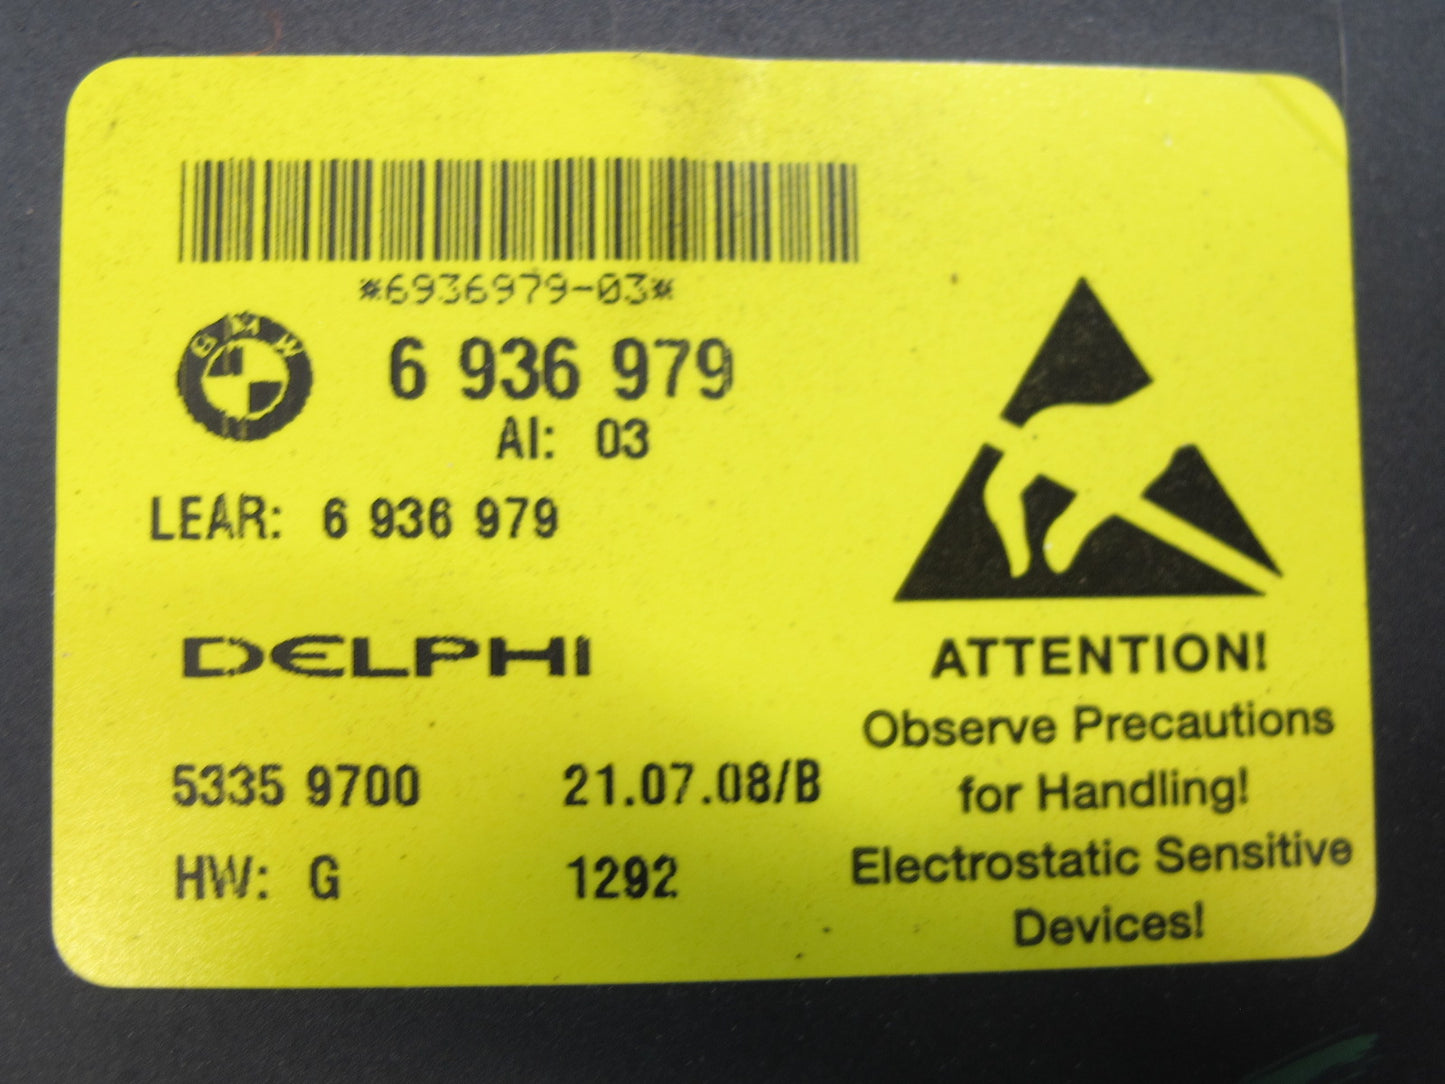 *6936979-03*
BMW
6 936 979
AI: 03
LEAR: 6 936 979
DELPHI
5335 9700 21.07.08/B
HW: G 1292
ATTENTION!
Observe Precautions
for Handling!
Electrostatic Sensitive
Devices!